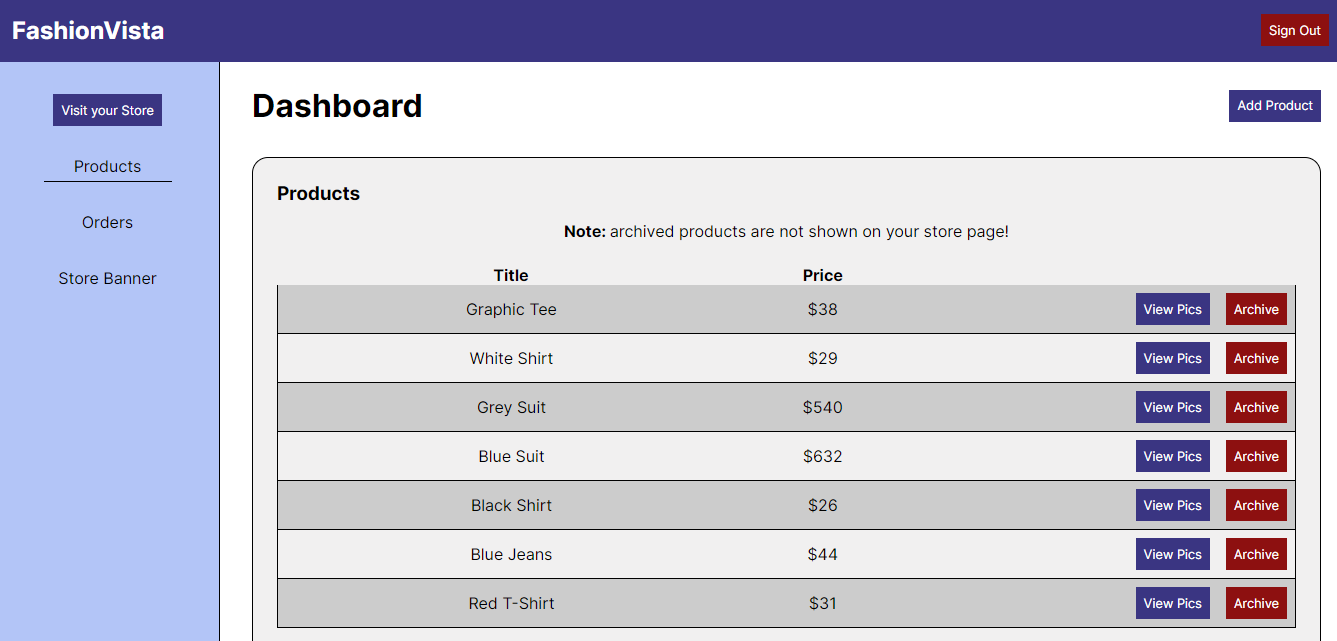 FashionVista
Sign Out
Visit your Store
Products
Orders
Store Banner
Dashboard
Add Product
Products
Note: archived products are not shown on your store page!
Title Price
Graphic Tee $38 View Pics Archive
White Shirt $29 View Pics Archive
Grey Suit $540 View Pics Archive
Blue Suit $632 View Pics Archive
Black Shirt $26 View Pics Archive
Blue Jeans $44 View Pics Archive
Red T-Shirt $31 View Pics Archive